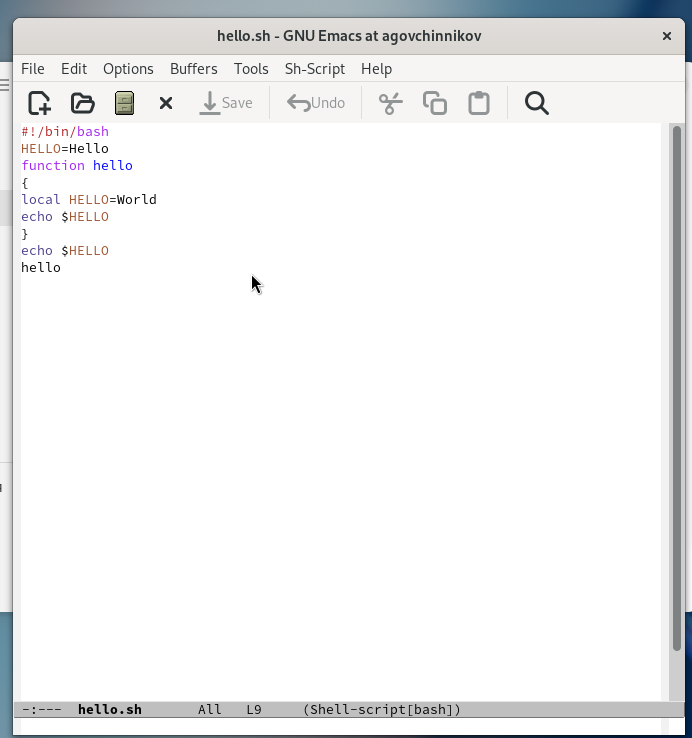 hello.sh - GNU Emacs at agovchinnikov
File Edit Options Buffers Tools Sh-Script Help
Save Undo
#!/bin/bash
HELLO=Hello
function hello
{
local HELLO=World
echo $HELLO
}
echo $HELLO
hello
-:--- hello.sh All L9 (Shell-script[bash])